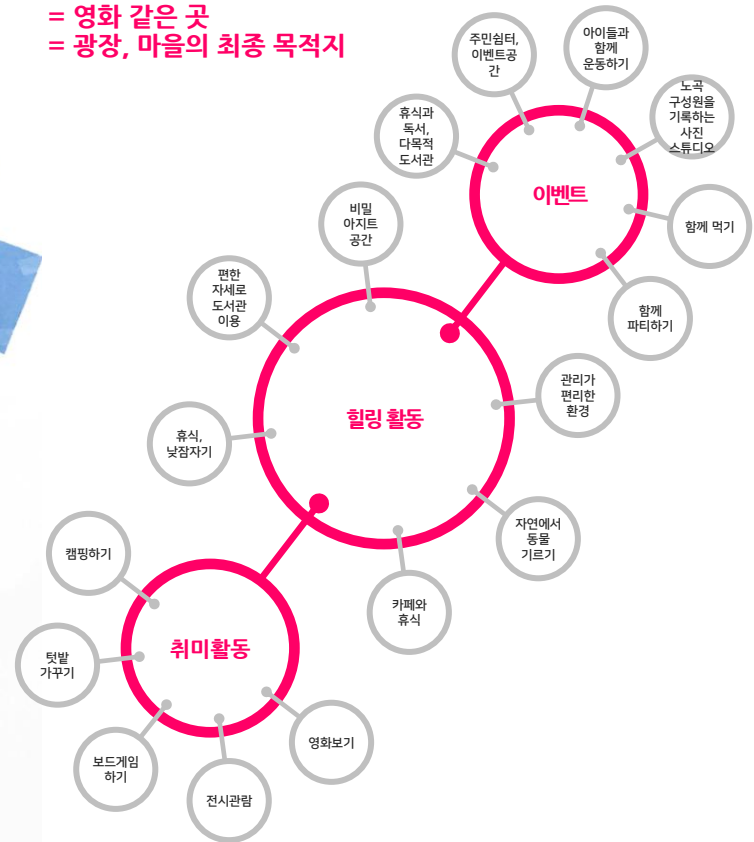 = 영화 같은 곳
= 광장, 마을의 최종 목적지
주민쉼터,
이벤트공
간
아이들과
함께
운동하기
노곡
구성원을
기록하는
사진
스튜디오
휴식과
독서,
다목적
도서관
이벤트
함께 먹기
함께
파티하기
비밀
아지트
공간
편한
자세로
도서관
이용
힐링 활동
관리가
편리한
환경
휴식,
낮잠자기
자연에서
동물
기르기
카페와
휴식
캠핑하기
취미활동
텃밭
가꾸기
보드게임
하기
전시관람
영화보기